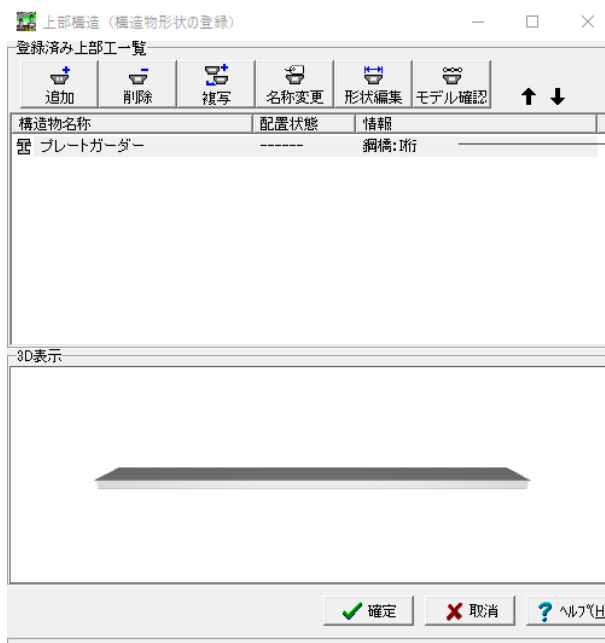 上部構造（構造物形状の登録）
登録済み上部工一覧
追加 削除 複写 名称変更 形状編集 モデル確認
構造物名称 配置状態 情報
プレートガーダー ------ 鋼橋:I桁
3D表示
確定 取消 ヘルプ(H